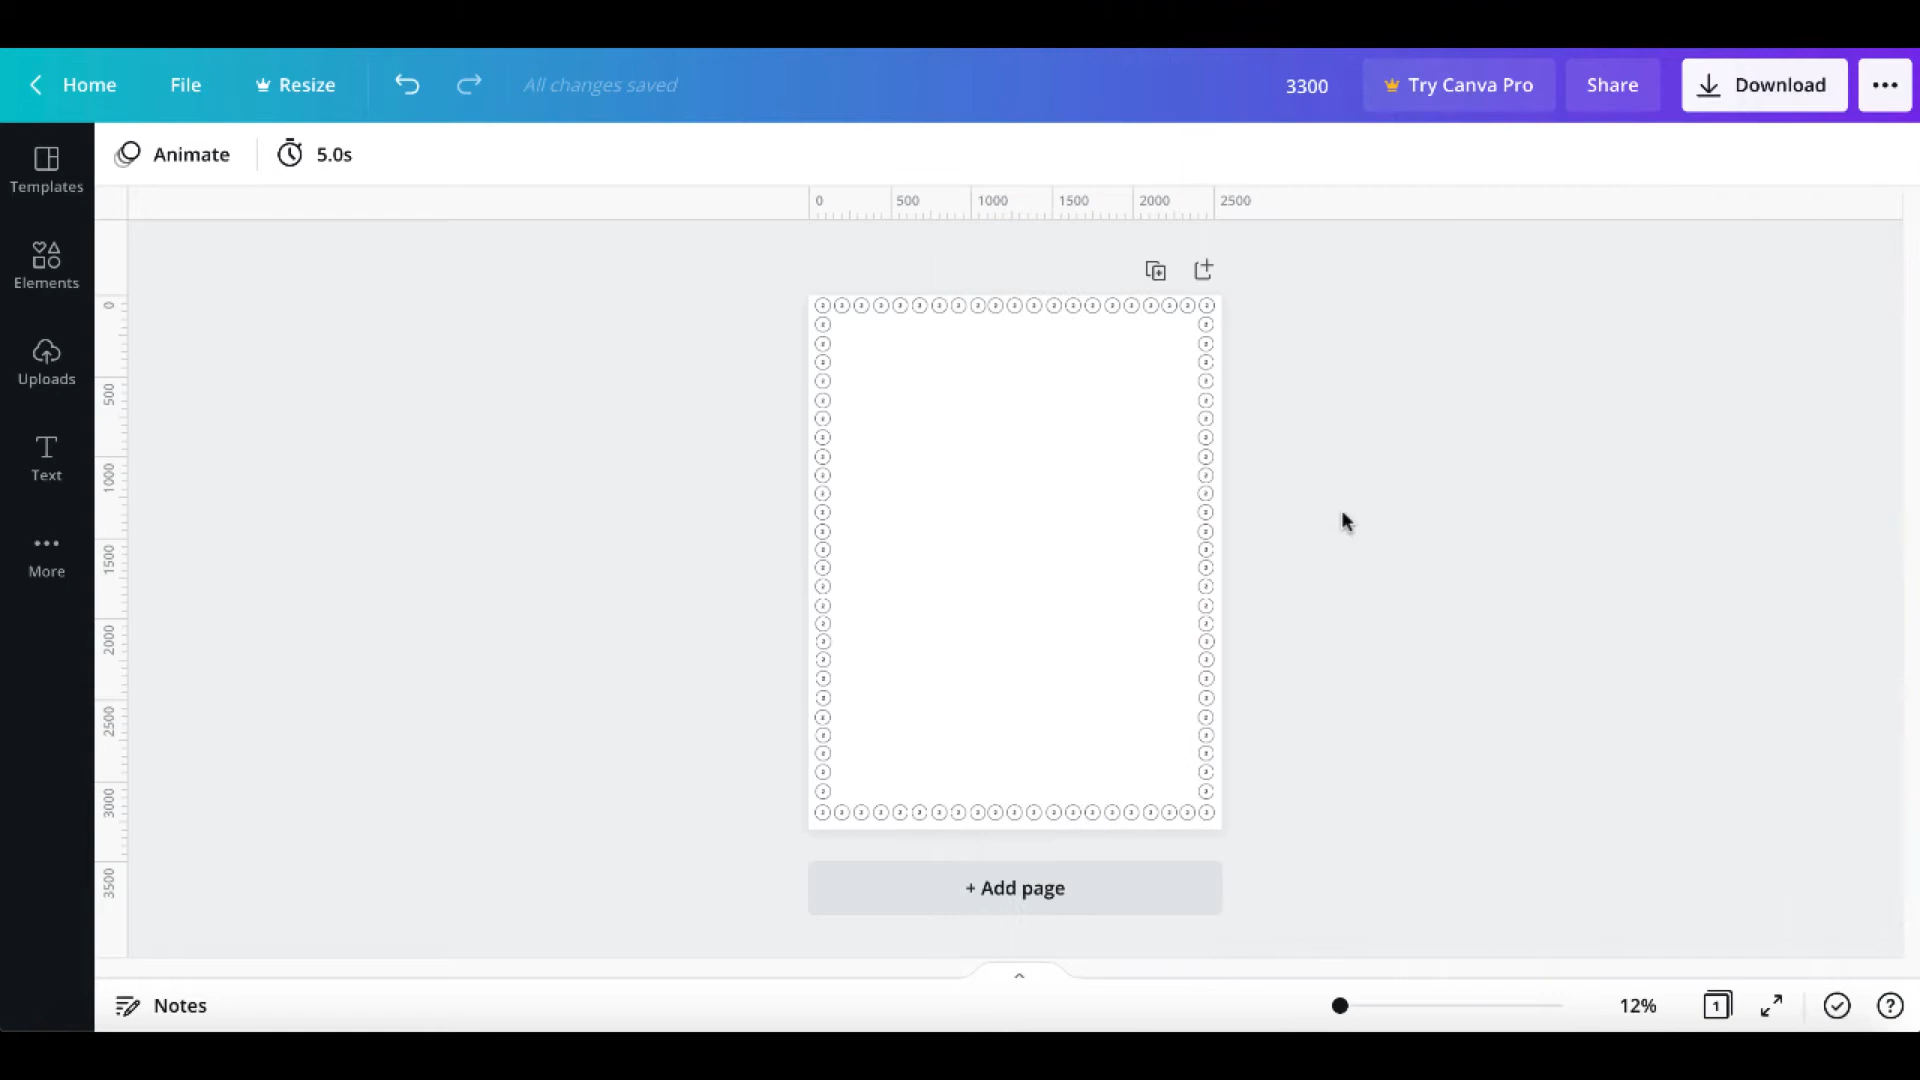 Home File Resize All changes saved 3300 Try Canva Pro Share Download
Animate 5.0s
Templates
Elements
Uploads
Text
More
0 500 1000 1500 2000 2500
0
500
1000
1500
2000
2500
3000
3500
+ Add page
Notes 12% 1 ?